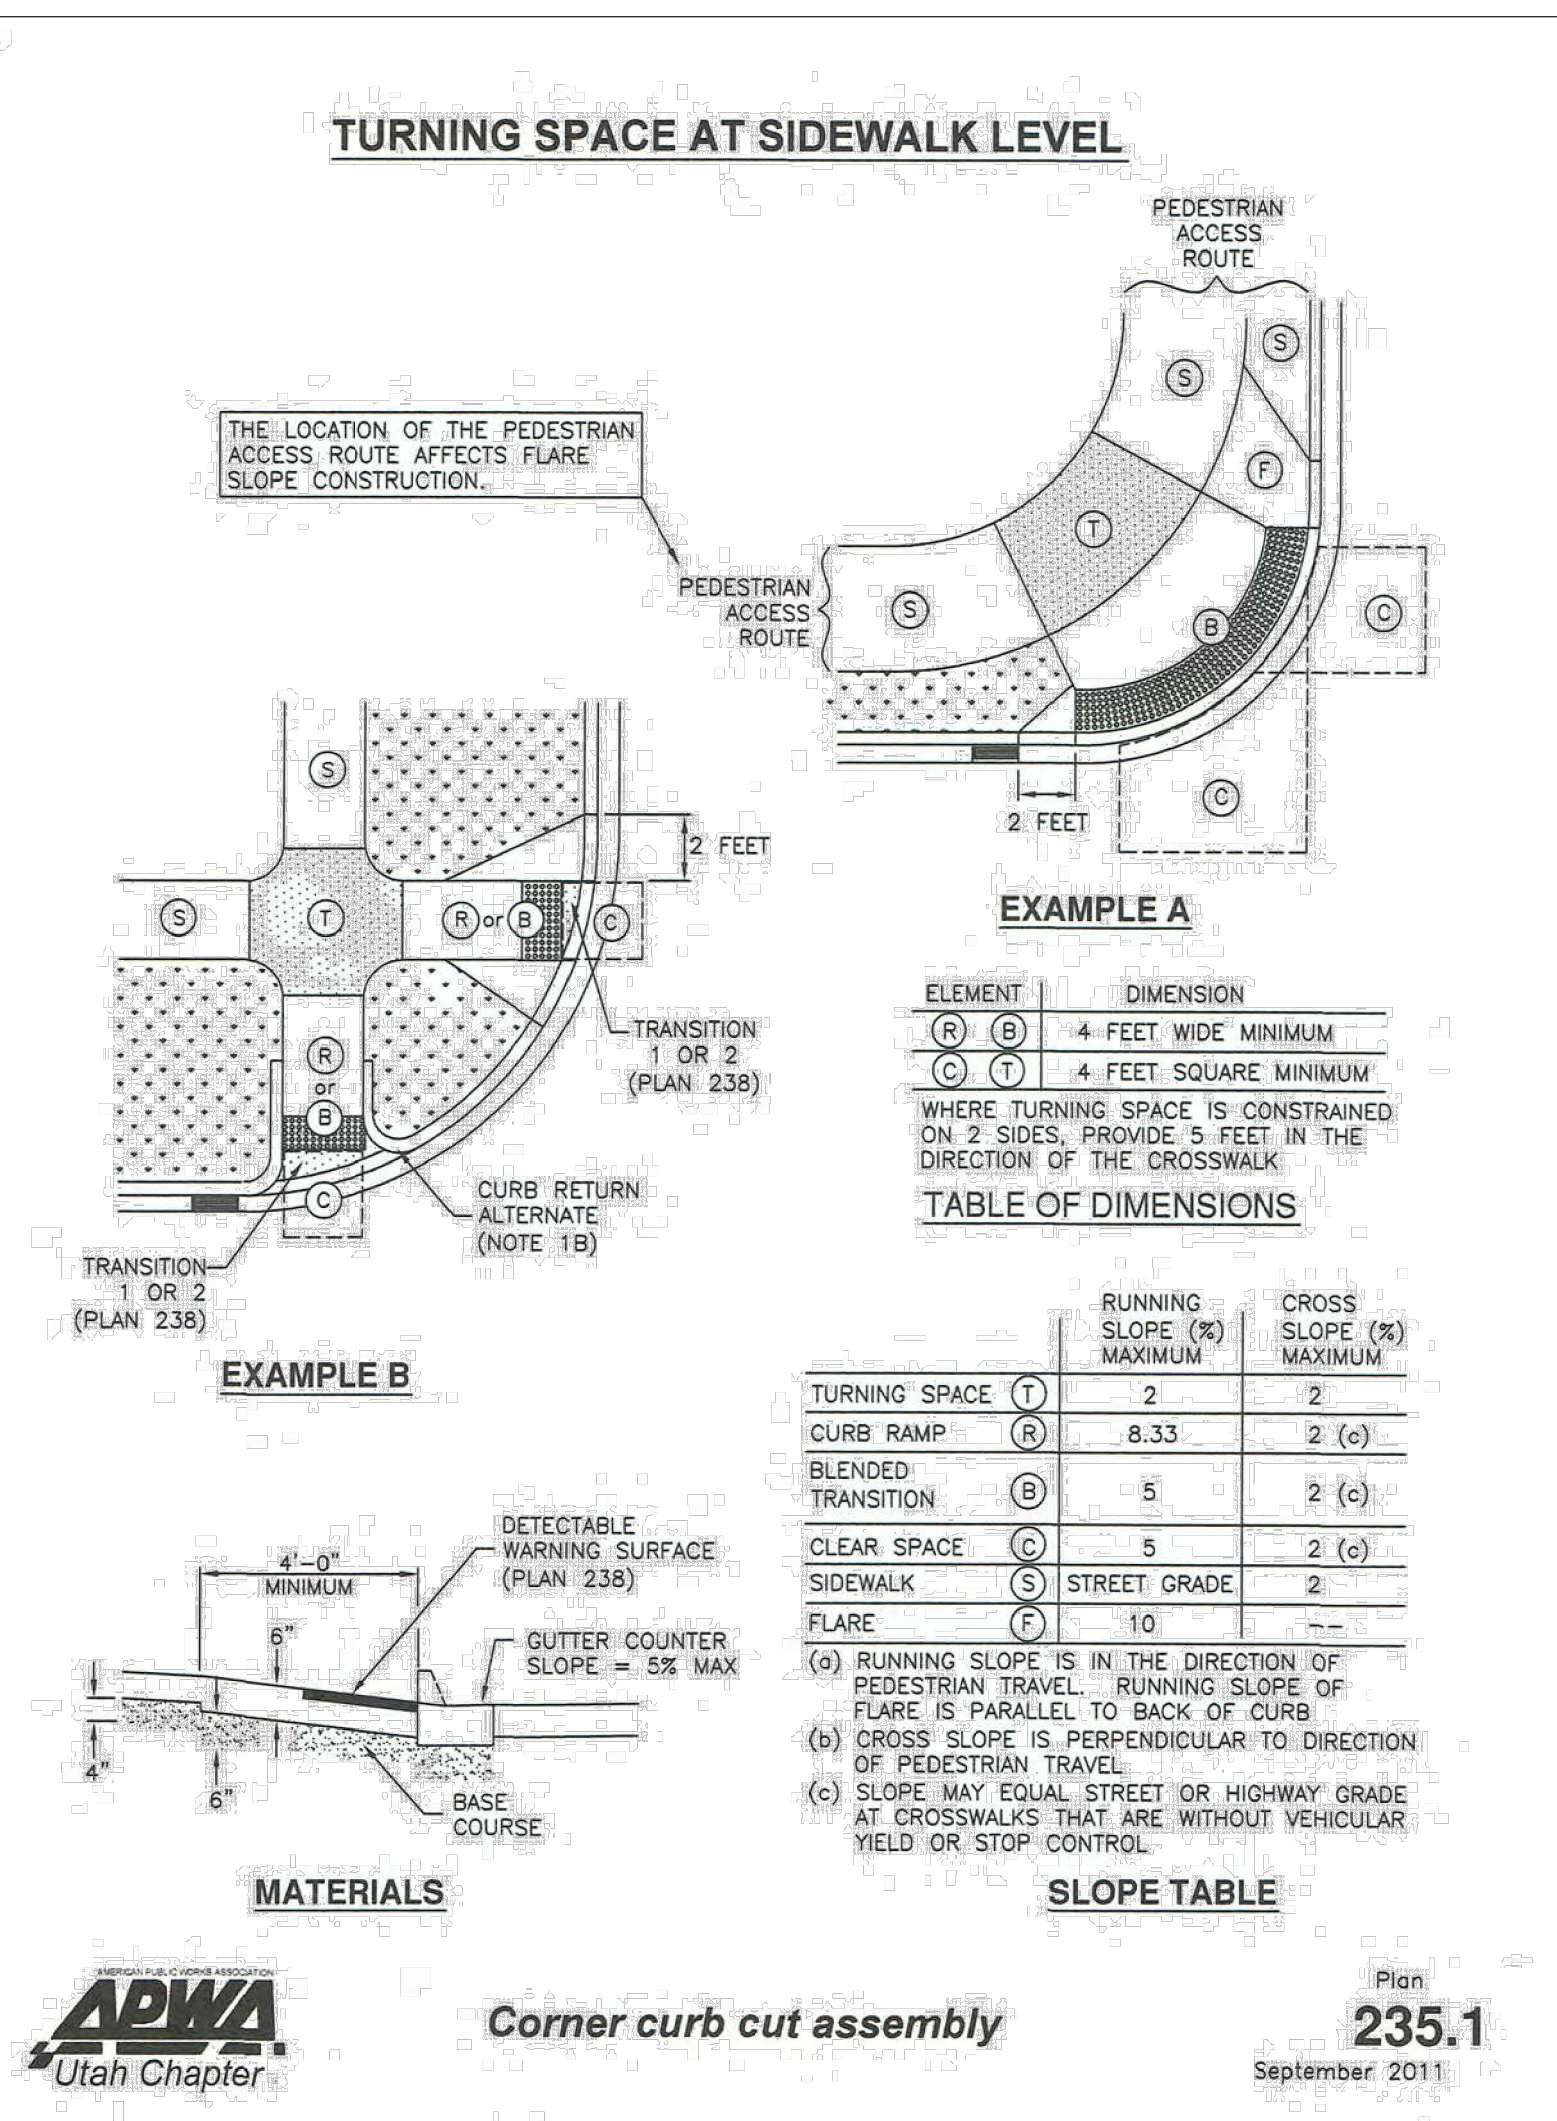 TURNING SPACE AT SIDEWALK LEVEL
PEDESTRIAN
ACCESS
ROUTE
S
S
THE LOCATION OF THE PEDESTRIAN
ACCESS ROUTE AFFECTS FLARE
SLOPE CONSTRUCTION.
F
T
PEDESTRIAN
ACCESS
ROUTE
S
B
C
C
2 FEET
EXAMPLE A
S
2 FEET
S
T
R or B
C
TRANSITION
1 OR 2
(PLAN 238)
R
or
B
C
CURB RETURN
ALTERNATE
(NOTE 1B)
TRANSITION
1 OR 2
(PLAN 238)
EXAMPLE B
ELEMENT DIMENSION
R B 4 FEET WIDE MINIMUM
C T 4 FEET SQUARE MINIMUM
WHERE TURNING SPACE IS CONSTRAINED
ON 2 SIDES, PROVIDE 5 FEET IN THE
DIRECTION OF THE CROSSWALK
TABLE OF DIMENSIONS
RUNNING
SLOPE (%)
MAXIMUM
CROSS
SLOPE (%)
MAXIMUM
TURNING SPACE T 2 2
CURB RAMP R 8.33 2 (c)
BLENDED
TRANSITION B 5 2 (c)
CLEAR SPACE C 5 2 (c)
SIDEWALK S STREET GRADE 2
FLARE F 10 --
(a) RUNNING SLOPE IS IN THE DIRECTION OF
PEDESTRIAN TRAVEL. RUNNING SLOPE OF
FLARE IS PARALLEL TO BACK OF CURB
(b) CROSS SLOPE IS PERPENDICULAR TO DIRECTION
OF PEDESTRIAN TRAVEL
(c) SLOPE MAY EQUAL STREET OR HIGHWAY GRADE
AT CROSSWALKS THAT ARE WITHOUT VEHICULAR
YIELD OR STOP CONTROL
SLOPE TABLE
4'-0"
MINIMUM
DETECTABLE
WARNING SURFACE
(PLAN 238)
6"
GUTTER COUNTER
SLOPE = 5% MAX
4"
6"
BASE
COURSE
MATERIALS
AMERICAN PUBLIC WORKS ASSOCIATION
APWA
Utah Chapter
Corner curb cut assembly
Plan
235.1
September 2011